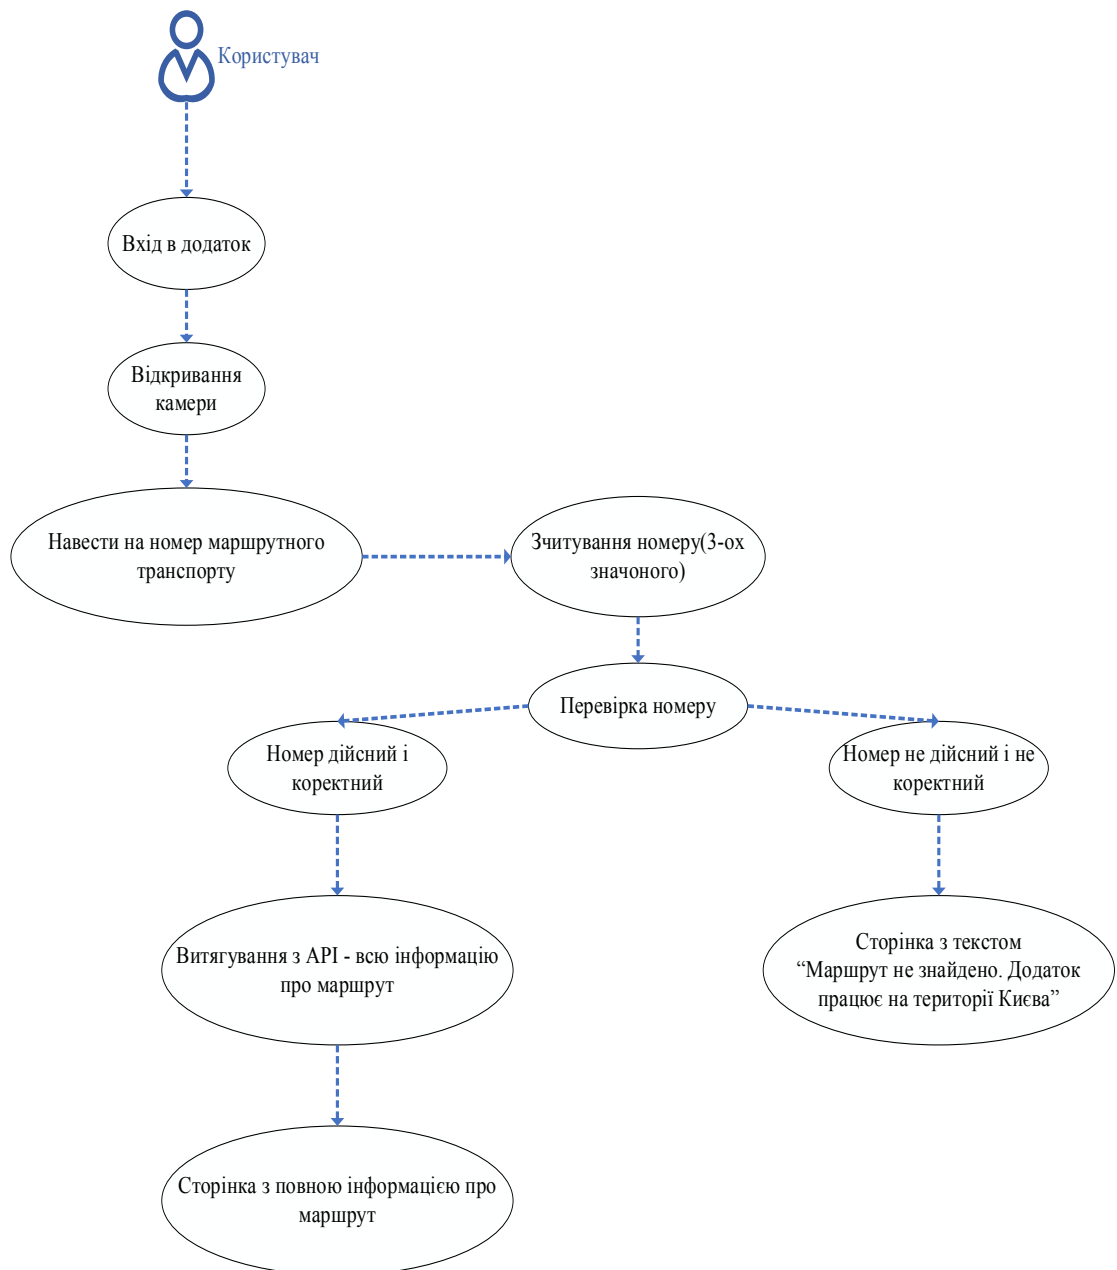 Користувач
Вхід в додаток
Відкривання
камери
Навести на номер маршрутного
транспорту
Зчитування номеру(3-ох
значоного)
Перевірка номеру
Номер дійсний і
коректний
Номер не дійсний і не
коректний
Витягування з API - всю інформацію
про маршрут
Сторінка з текстом
“Маршрут не знайдено. Додаток
працює на території Києва”
Сторінка з повною інформацією про
маршрут